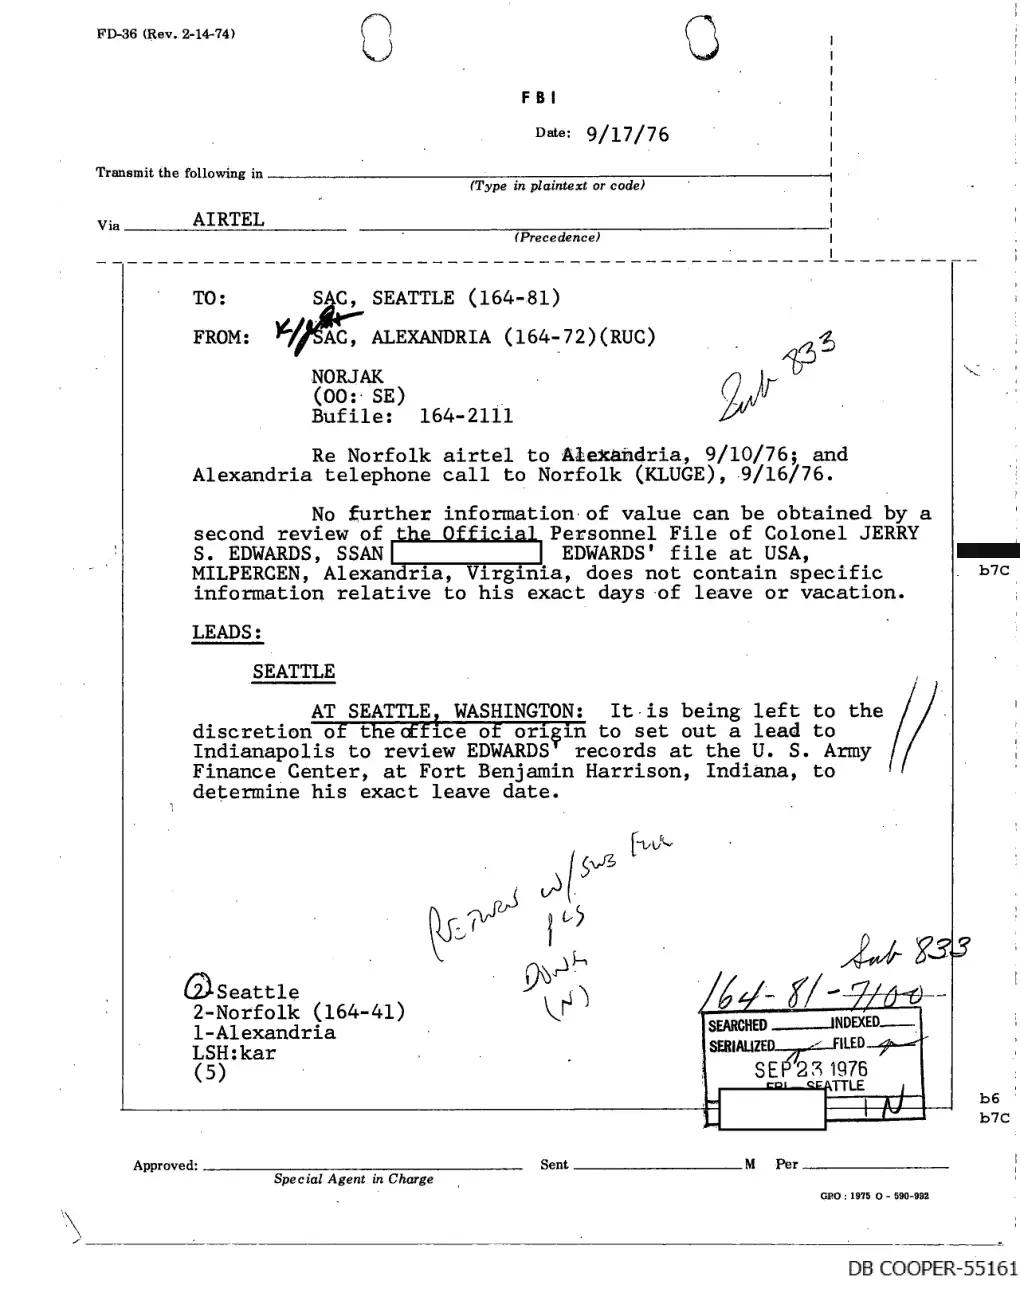 FD-36 (Rev. 2-14-74)
FBI
Date: 9/17/76
Transmit the following in
(Type in plaintext or code)
Via AIRTEL
(Precedence)
TO: SAC, SEATTLE (164-81)
FROM: SAC, ALEXANDRIA (164-72)(RUC)
NORJAK
(OO: SE)
Bufile: 164-2111
Sub 833
Re Norfolk airtel to Alexandria, 9/10/76; and
Alexandria telephone call to Norfolk (KLUGE), 9/16/76.
No further information of value can be obtained by a
second review of the Official Personnel File of Colonel JERRY
S. EDWARDS, SSAN EDWARDS' file at USA,
MILPERCEN, Alexandria, Virginia, does not contain specific
information relative to his exact days of leave or vacation.
b7C
LEADS:
SEATTLE
AT SEATTLE, WASHINGTON: It is being left to the
discretion of the office of origin to set out a lead to
Indianapolis to review EDWARDS' records at the U. S. Army
Finance Center, at Fort Benjamin Harrison, Indiana, to
determine his exact leave date.
RETURN w/ SUB FILE
PLS
DOWN
(N)
Sub 833
164-81-7100
2-Seattle
2-Norfolk (164-41)
1-Alexandria
LSH:kar
(5)
SEARCHED INDEXED
SERIALIZED FILED
SEP 23 1976
FBI - SEATTLE
IN
b6
b7C
Approved: Sent M Per
Special Agent in Charge
GPO : 1975 O - 590-992
DB COOPER-55161